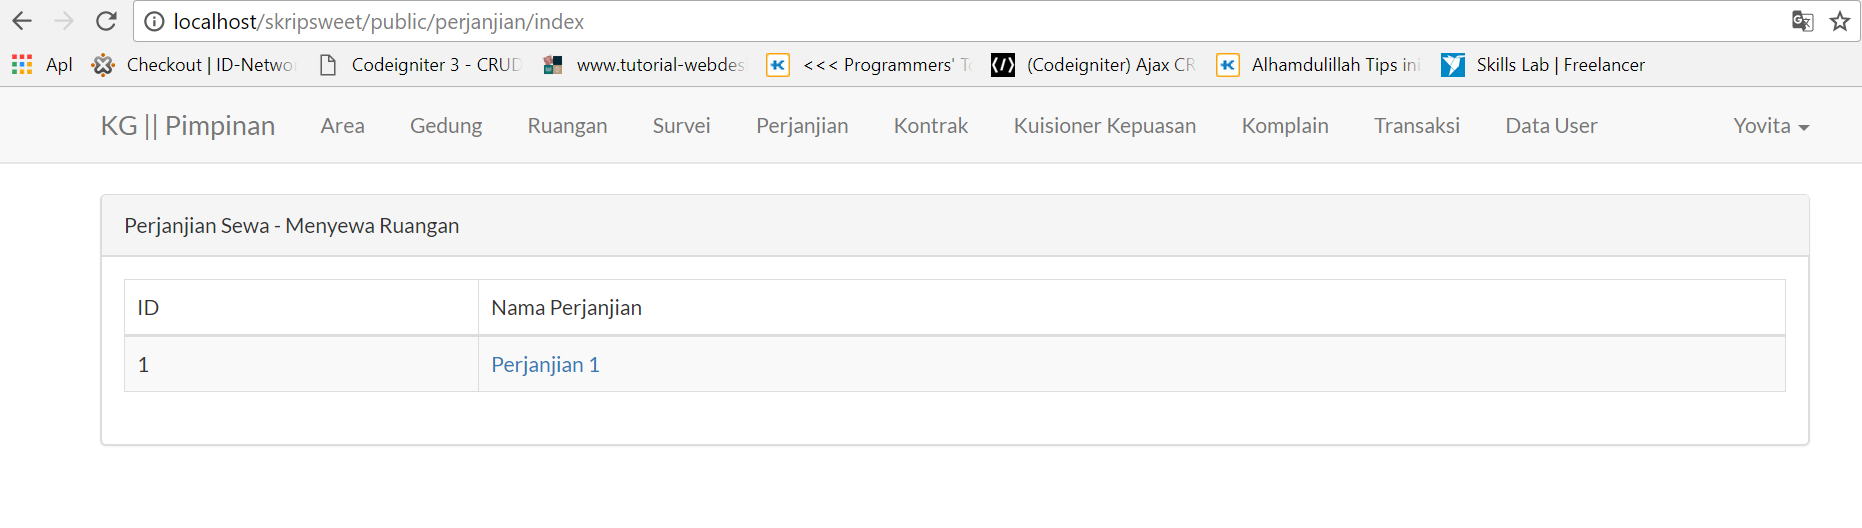 localhost/skripsweet/public/perjanjian/index
Apl Checkout | ID-Netwo Codeigniter 3 - CRUD www.tutorial-webdes <<< Programmers' T (Codeigniter) Ajax CR Alhamdulillah Tips ini Skills Lab | Freelancer
KG || Pimpinan Area Gedung Ruangan Survei Perjanjian Kontrak Kuisioner Kepuasan Komplain Transaksi Data User Yovita
Perjanjian Sewa - Menyewa Ruangan
ID Nama Perjanjian
1 Perjanjian 1